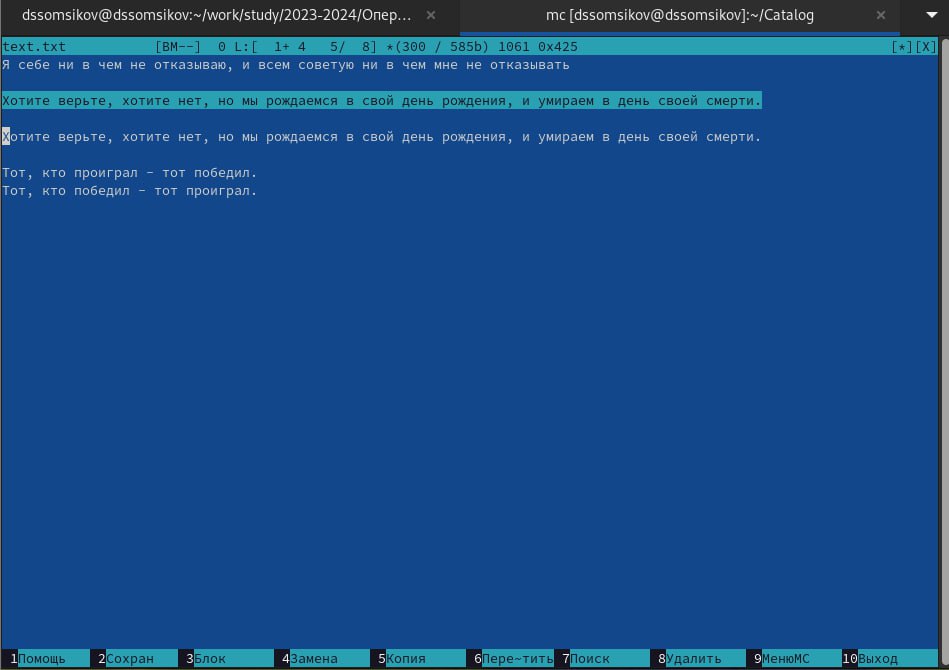 dssomsikov@dssomsikov:~/work/study/2023-2024/Опер... ×
mc [dssomsikov@dssomsikov]:~/Catalog ×
text.txt [BM--] 0 L:[ 1+ 4 5/ 8] *(300 / 585b) 1061 0x425 [*][X]
Я себе ни в чем не отказываю, и всем советую ни в чем мне не отказывать
Хотите верьте, хотите нет, но мы рождаемся в свой день рождения, и умираем в день своей смерти.
Хотите верьте, хотите нет, но мы рождаемся в свой день рождения, и умираем в день своей смерти.
Тот, кто проиграл - тот победил.
Тот, кто победил - тот проиграл.
1Помощь 2Сохран 3Блок 4Замена 5Копия 6Пере~тить 7Поиск 8Удалить 9МенюМС 10Выход